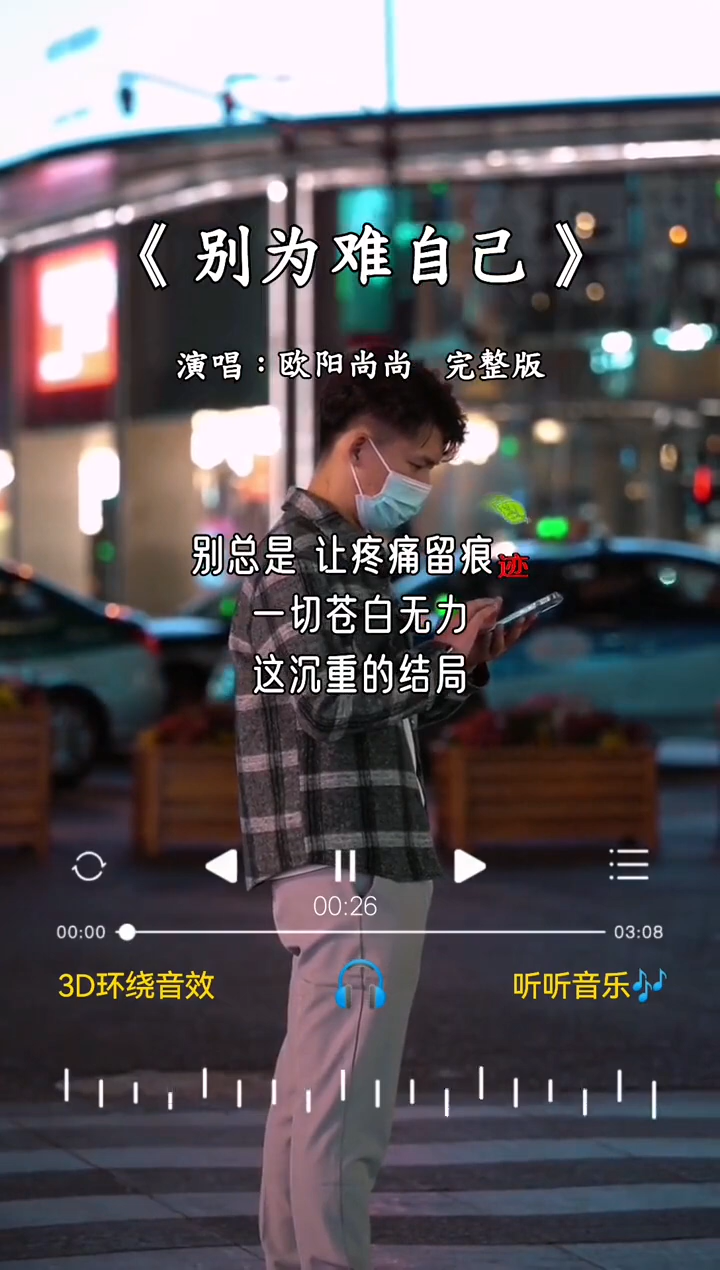 《 别为难自己 》
演唱：欧阳尚尚 完整版
别总是 让疼痛留痕迹
一切苍白无力
这沉重的结局
00:26
00:00 03:08
3D环绕音效 听听音乐